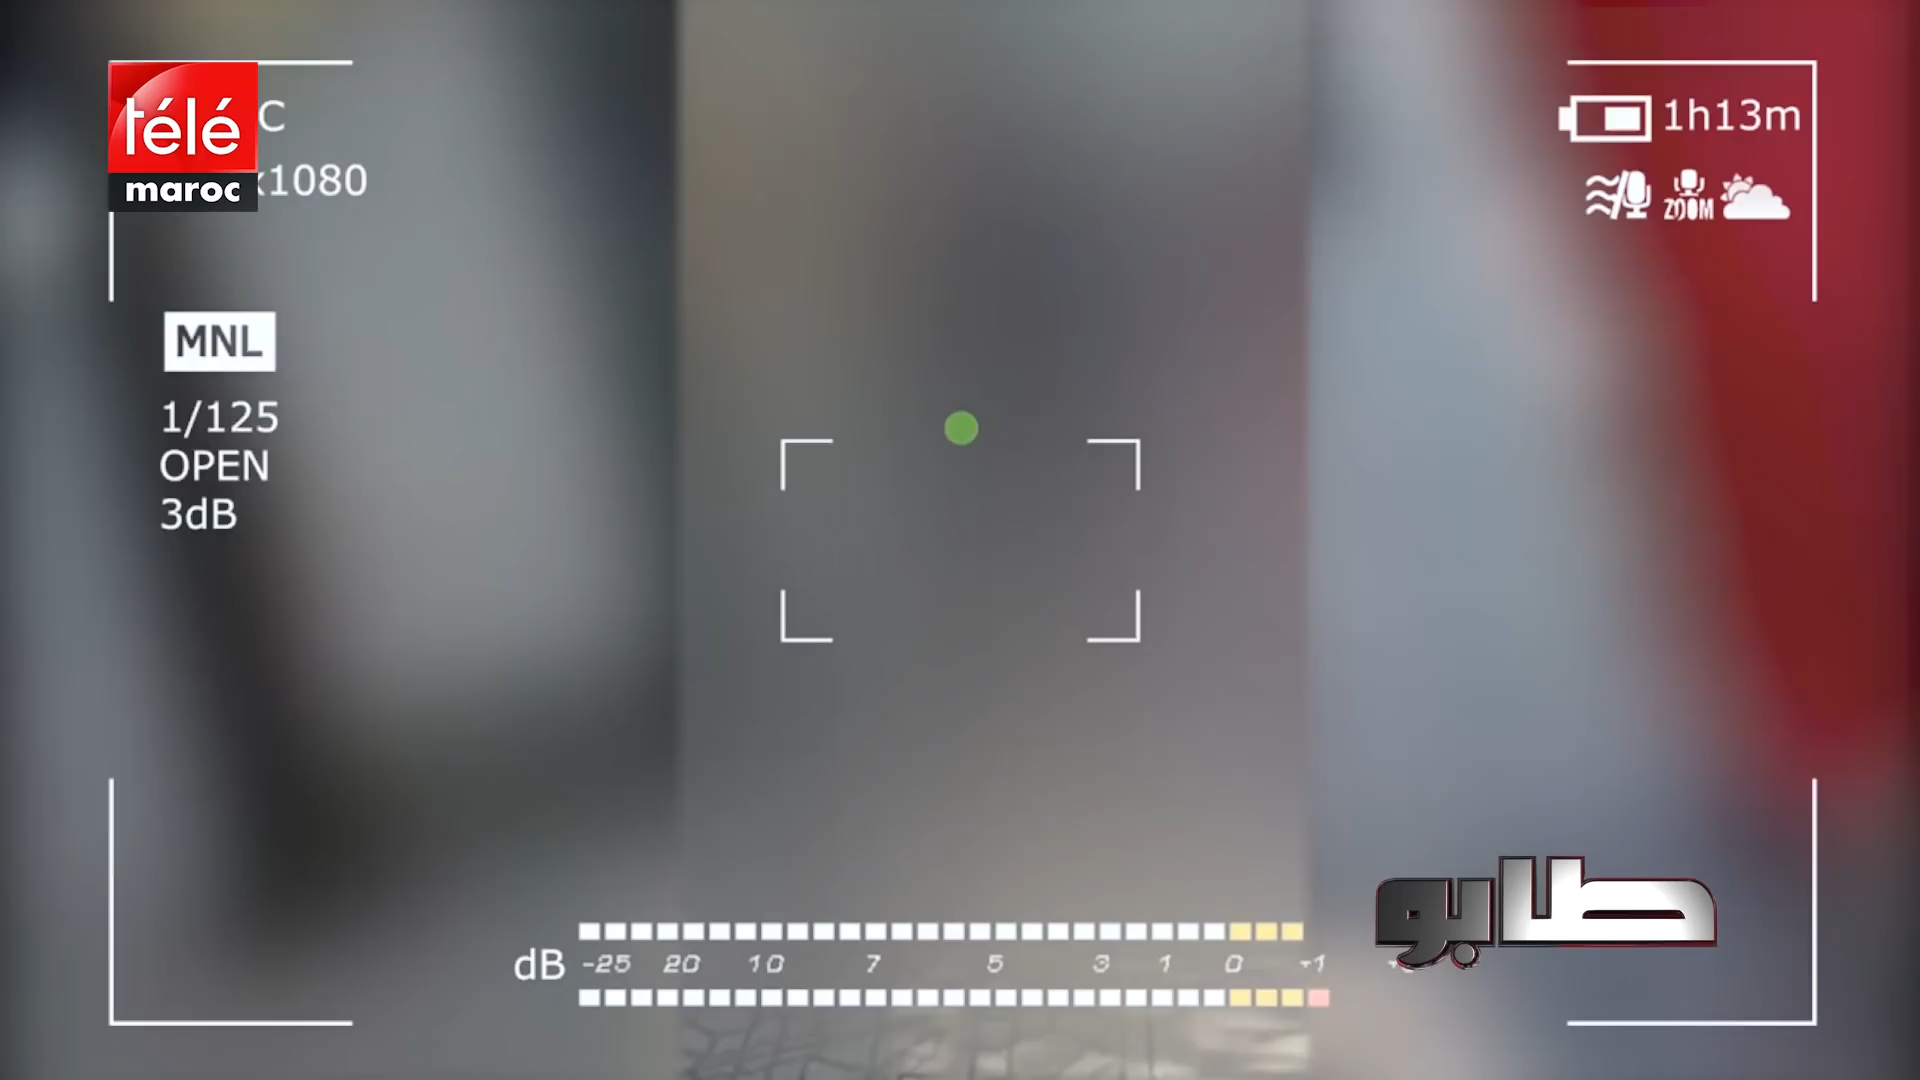 télé
maroc
C
x1080
1h13m
ZOOM
MNL
1/125
OPEN
3dB
طابو
dB -25 20 10 7 5 3 1 0 +1